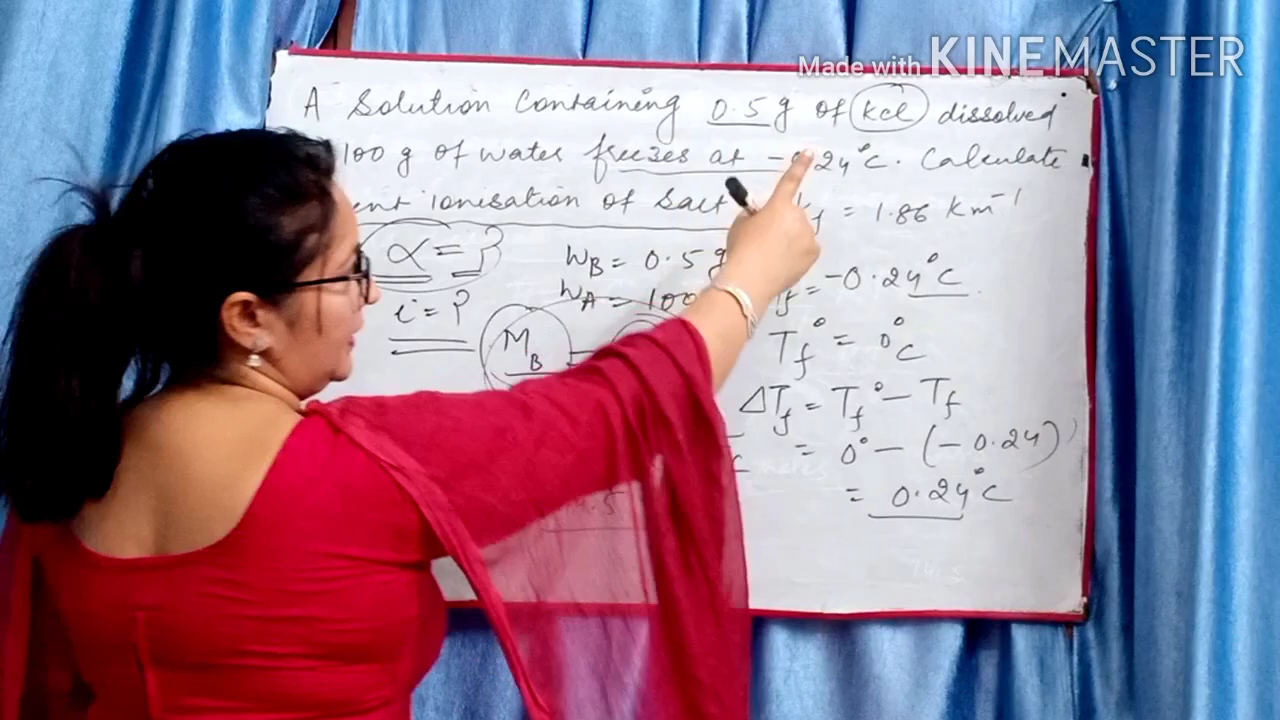 Made with KINEMASTER
A Solution Containing 0.5 g of kcl dissolved
100 g of water freezes at -0.24°C. Calculate
ionisation of Salt = 1.86 km⁻¹
α = ?
i = ?
W_B = 0.5 g
W_A = 100
M_B =
= -0.24°C
T_f° = 0°C
ΔT_f = T_f° - T_f
= 0° - (-0.24)
= 0.24°C